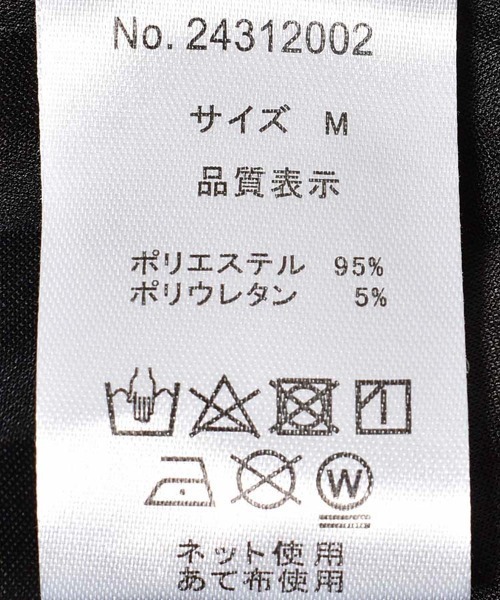 No. 24312002
サイズ M
品質表示
ポリエステル 95%
ポリウレタン 5%
W
ネット使用
あて布使用